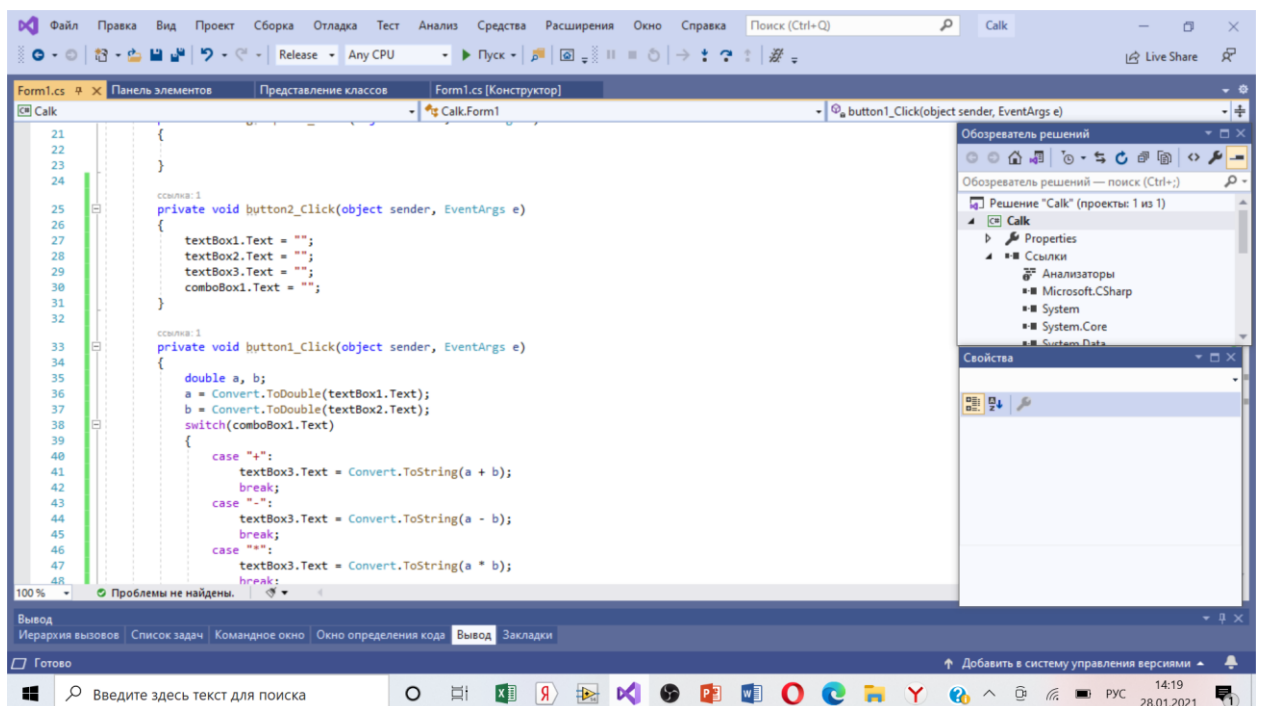 Файл Правка Вид Проект Сборка Отладка Тест Анализ Средства Расширения Окно Справка Поиск (Ctrl+Q) Calk
Release Any CPU Пуск Live Share
Form1.cs Панель элементов Представление классов Form1.cs [Конструктор]
C# Calk Calk.Form1 button1_Click(object sender, EventArgs e)
21 {
22
23 }
24
ссылка: 1
25 private void button2_Click(object sender, EventArgs e)
26 {
27 textBox1.Text = "";
28 textBox2.Text = "";
29 textBox3.Text = "";
30 comboBox1.Text = "";
31 }
32
ссылка: 1
33 private void button1_Click(object sender, EventArgs e)
34 {
35 double a, b;
36 a = Convert.ToDouble(textBox1.Text);
37 b = Convert.ToDouble(textBox2.Text);
38 switch(comboBox1.Text)
39 {
40 case "+":
41 textBox3.Text = Convert.ToString(a + b);
42 break;
43 case "-":
44 textBox3.Text = Convert.ToString(a - b);
45 break;
46 case "*":
47 textBox3.Text = Convert.ToString(a * b);
48 break;
100 % Проблемы не найдены.
Обозреватель решений
Обозреватель решений — поиск (Ctrl+;)
Решение "Calk" (проекты: 1 из 1)
C# Calk
Properties
Ссылки
Анализаторы
Microsoft.CSharp
System
System.Core
System.Data
Свойства
Вывод
Иерархия вызовов Список задач Командное окно Окно определения кода Вывод Закладки
Готово Добавить в систему управления версиями
Введите здесь текст для поиска РУС 14:19
28.01.2021